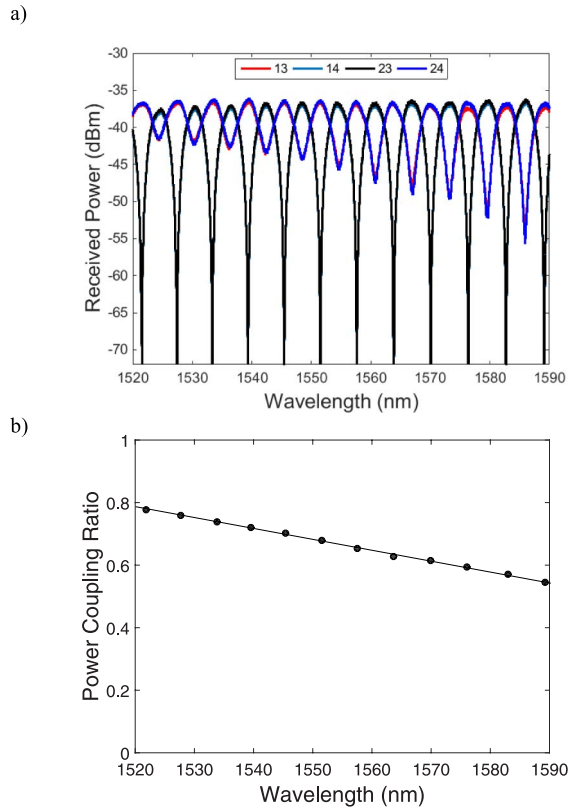 a)
-30
13 14 23 24
-35
-40
-45
-50
-55
-60
-65
-70
Received Power (dBm)
1520 1530 1540 1550 1560 1570 1580 1590
Wavelength (nm)
b)
1
0.8
0.6
0.4
0.2
0
Power Coupling Ratio
1520 1530 1540 1550 1560 1570 1580 1590
Wavelength (nm)